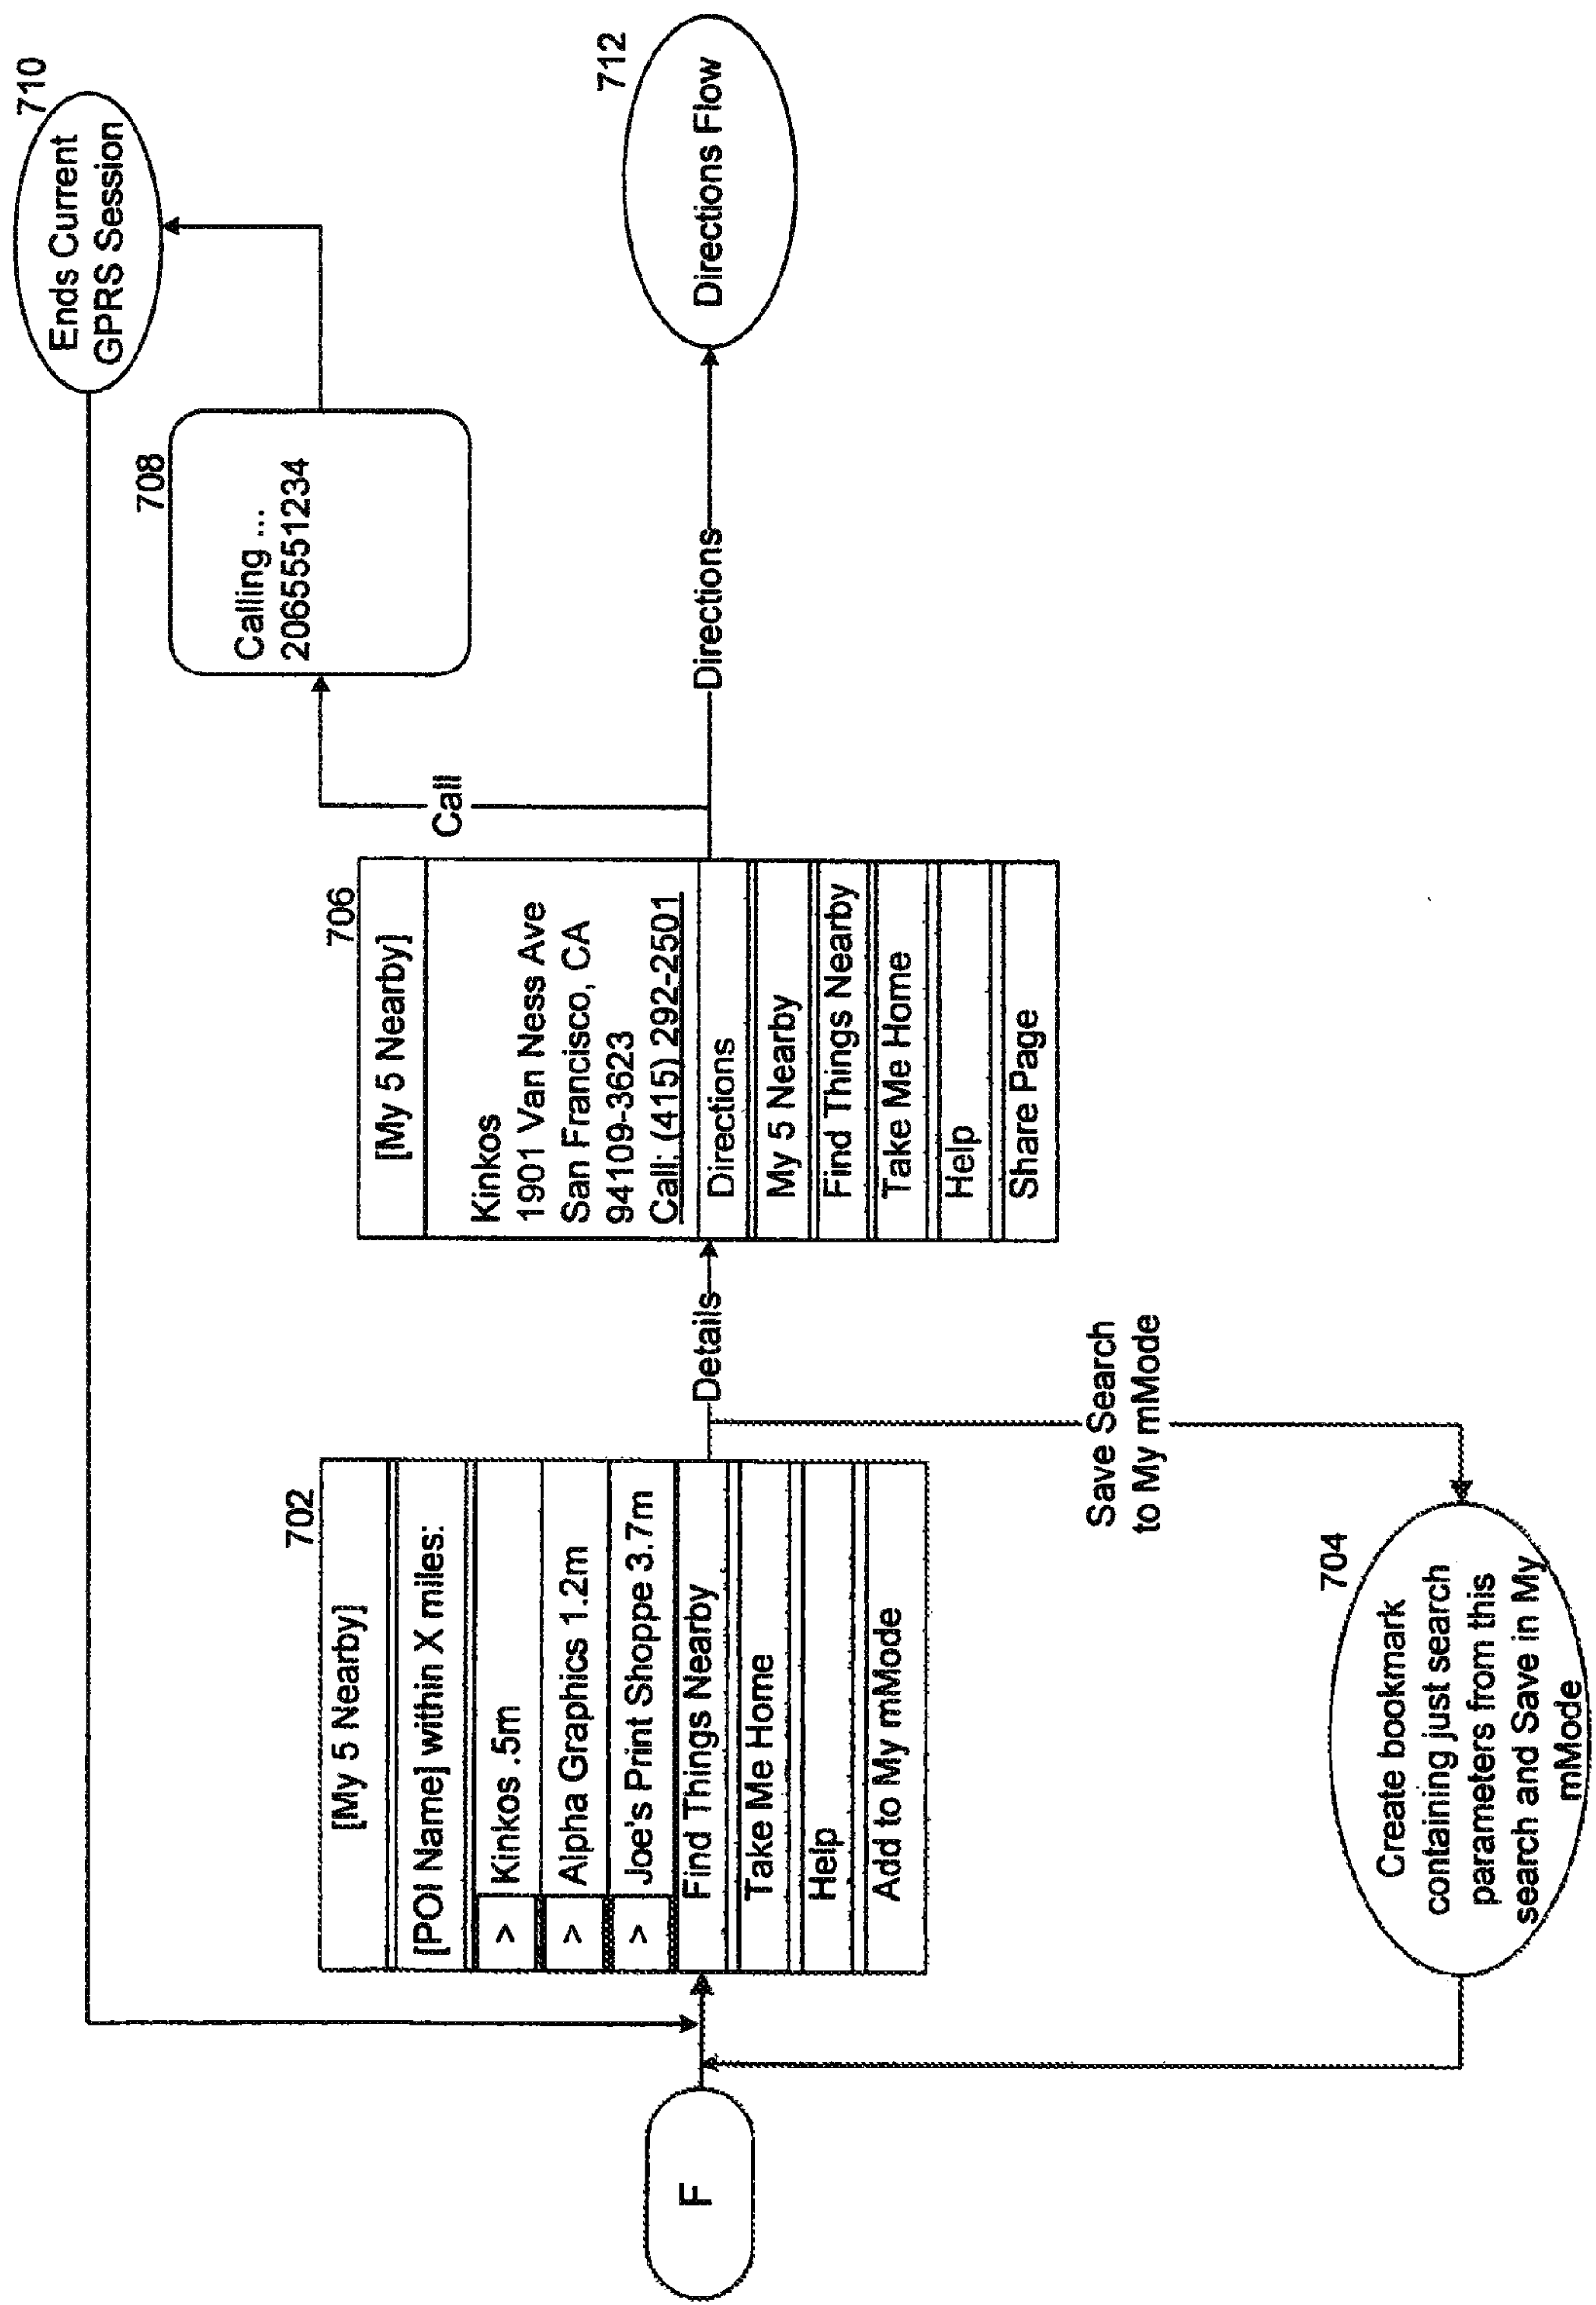 F
702
[My 5 Nearby]
[POI Name] within X miles:
> Kinkos .5m
> Alpha Graphics 1.2m
> Joe's Print Shoppe 3.7m
Find Things Nearby
Take Me Home
Help
Add to My mMode
Details
Save Search
to My mMode
704
Create bookmark
containing just search
parameters from this
search and Save in My
mMode
706
[My 5 Nearby]
Kinkos
1901 Van Ness Ave
San Francisco, CA
94109-3623
Call: (415) 292-2501
Directions
My 5 Nearby
Find Things Nearby
Take Me Home
Help
Share Page
Call
Directions
708
Calling ...
2065551234
710
Ends Current
GPRS Session
712
Directions Flow